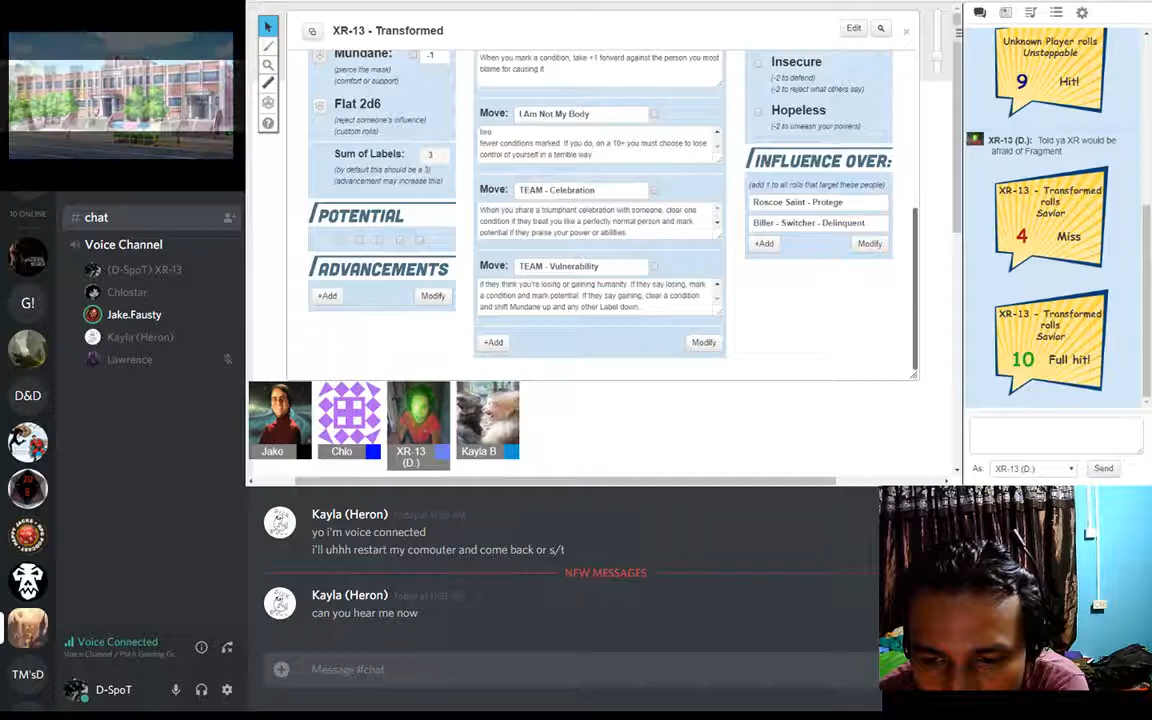 10 ONLINE
G!
D&D
TM'sD
# chat
Voice Channel
(D-SpoT) XR-13
Chlostar
Jake.Fausty
Kayla (Heron)
Lawrence
Voice Connected
D-SpoT
XR-13 - Transformed
Edit
Mundane:
-1
(pierce the mask)
(comfort or support)
Flat 2d6
(reject someone's influence)
(custom rolls)
Sum of Labels:
3
(by default this should be a 3)
(advancement may increase this)
POTENTIAL
ADVANCEMENTS
+Add
Modify
When you mark a condition, take +1 forward against the person you most
blame for causing it
Move:
I Am Not My Body
two
fewer conditions marked. If you do, on a 10+ you must choose to lose
control of yourself in a terrible way
Move:
TEAM - Celebration
When you share a triumphant celebration with someone, clear one
condition if they treat you like a perfectly normal person and mark
potential if they praise your power or abilities.
Move:
TEAM - Vulnerability
if they think you're losing or gaining humanity. If they say losing, mark
a condition and mark potential. If they say gaining, clear a condition
and shift Mundane up and any other Label down.
+Add
Modify
Insecure
(-2 to defend)
(-2 to reject what others say)
Hopeless
(-2 to unleash your powers)
INFLUENCE OVER:
(add 1 to all rolls that target these people)
Roscoe Saint - Protege
Biller - Switcher - Delinquent
+Add
Modify
Jake
Chlo
XR-13
(D.)
Kayla B
Unknown Player rolls
Unstoppable
9 Hit!
XR-13 (D.): Told ya XR would be
afraid of Fragment
XR-13 - Transformed
rolls
Savior
4 Miss
XR-13 - Transformed
rolls
Savior
10 Full hit!
As:
XR-13 (D.)
Send
Kayla (Heron)
yo i'm voice connected
i'll uhhh restart my comouter and come back or s/t
NEW MESSAGES
Kayla (Heron)
can you hear me now
Message #chat